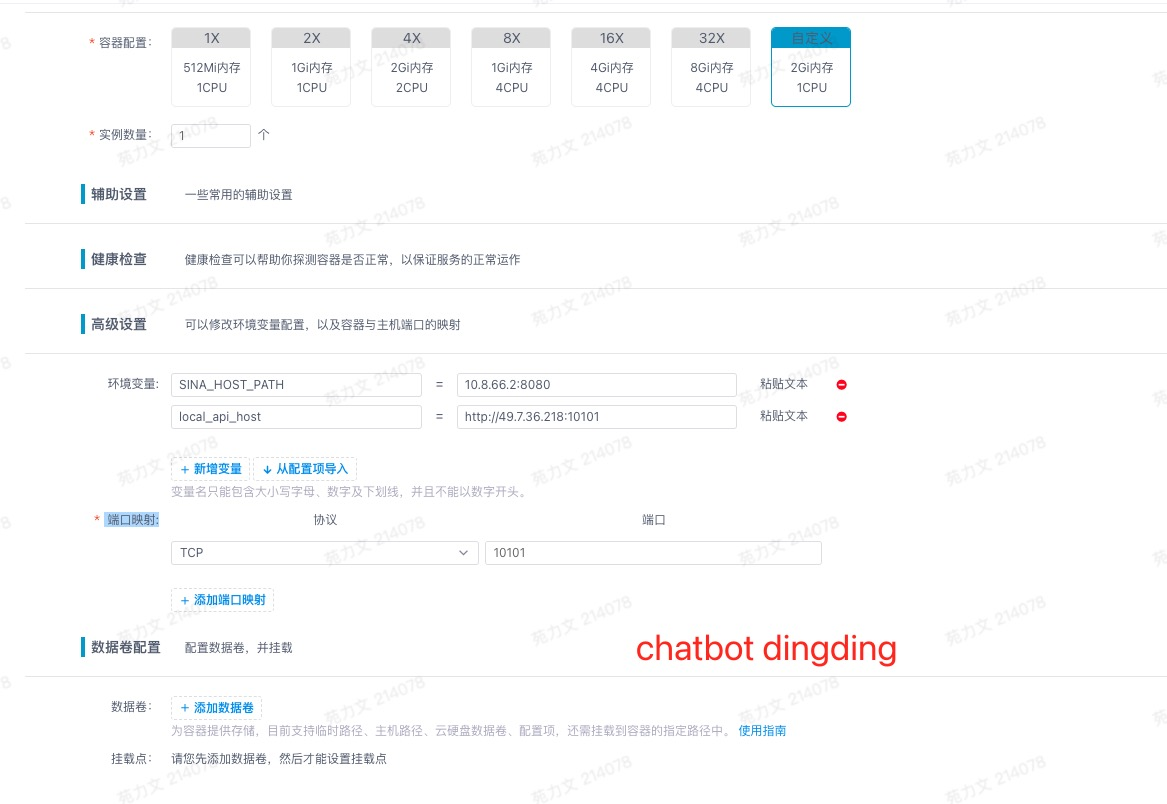 * 容器配置: 1X 2X 4X 8X 16X 32X 自定义
512Mi内存 1Gi内存 2Gi内存 1Gi内存 4Gi内存 8Gi内存 2Gi内存
1CPU 1CPU 2CPU 4CPU 4CPU 4CPU 1CPU
* 实例数量: 1 个
辅助设置 一些常用的辅助设置
健康检查 健康检查可以帮助你探测容器是否正常，以保证服务的正常运作
高级设置 可以修改环境变量配置，以及容器与主机端口的映射
环境变量: SINA_HOST_PATH = 10.8.66.2:8080 粘贴文本
local_api_host = http://49.7.36.218:10101 粘贴文本
+ 新增变量 ↓ 从配置项导入
变量名只能包含大小写字母、数字及下划线，并且不能以数字开头。
* 端口映射: 协议 端口
TCP 10101
+ 添加端口映射
数据卷配置 配置数据卷，并挂载
chatbot dingding
数据卷: + 添加数据卷
为容器提供存储，目前支持临时路径、主机路径、云硬盘数据卷、配置项，还需挂载到容器的指定路径中。 使用指南
挂载点: 请您先添加数据卷，然后才能设置挂载点
苑力文 214078